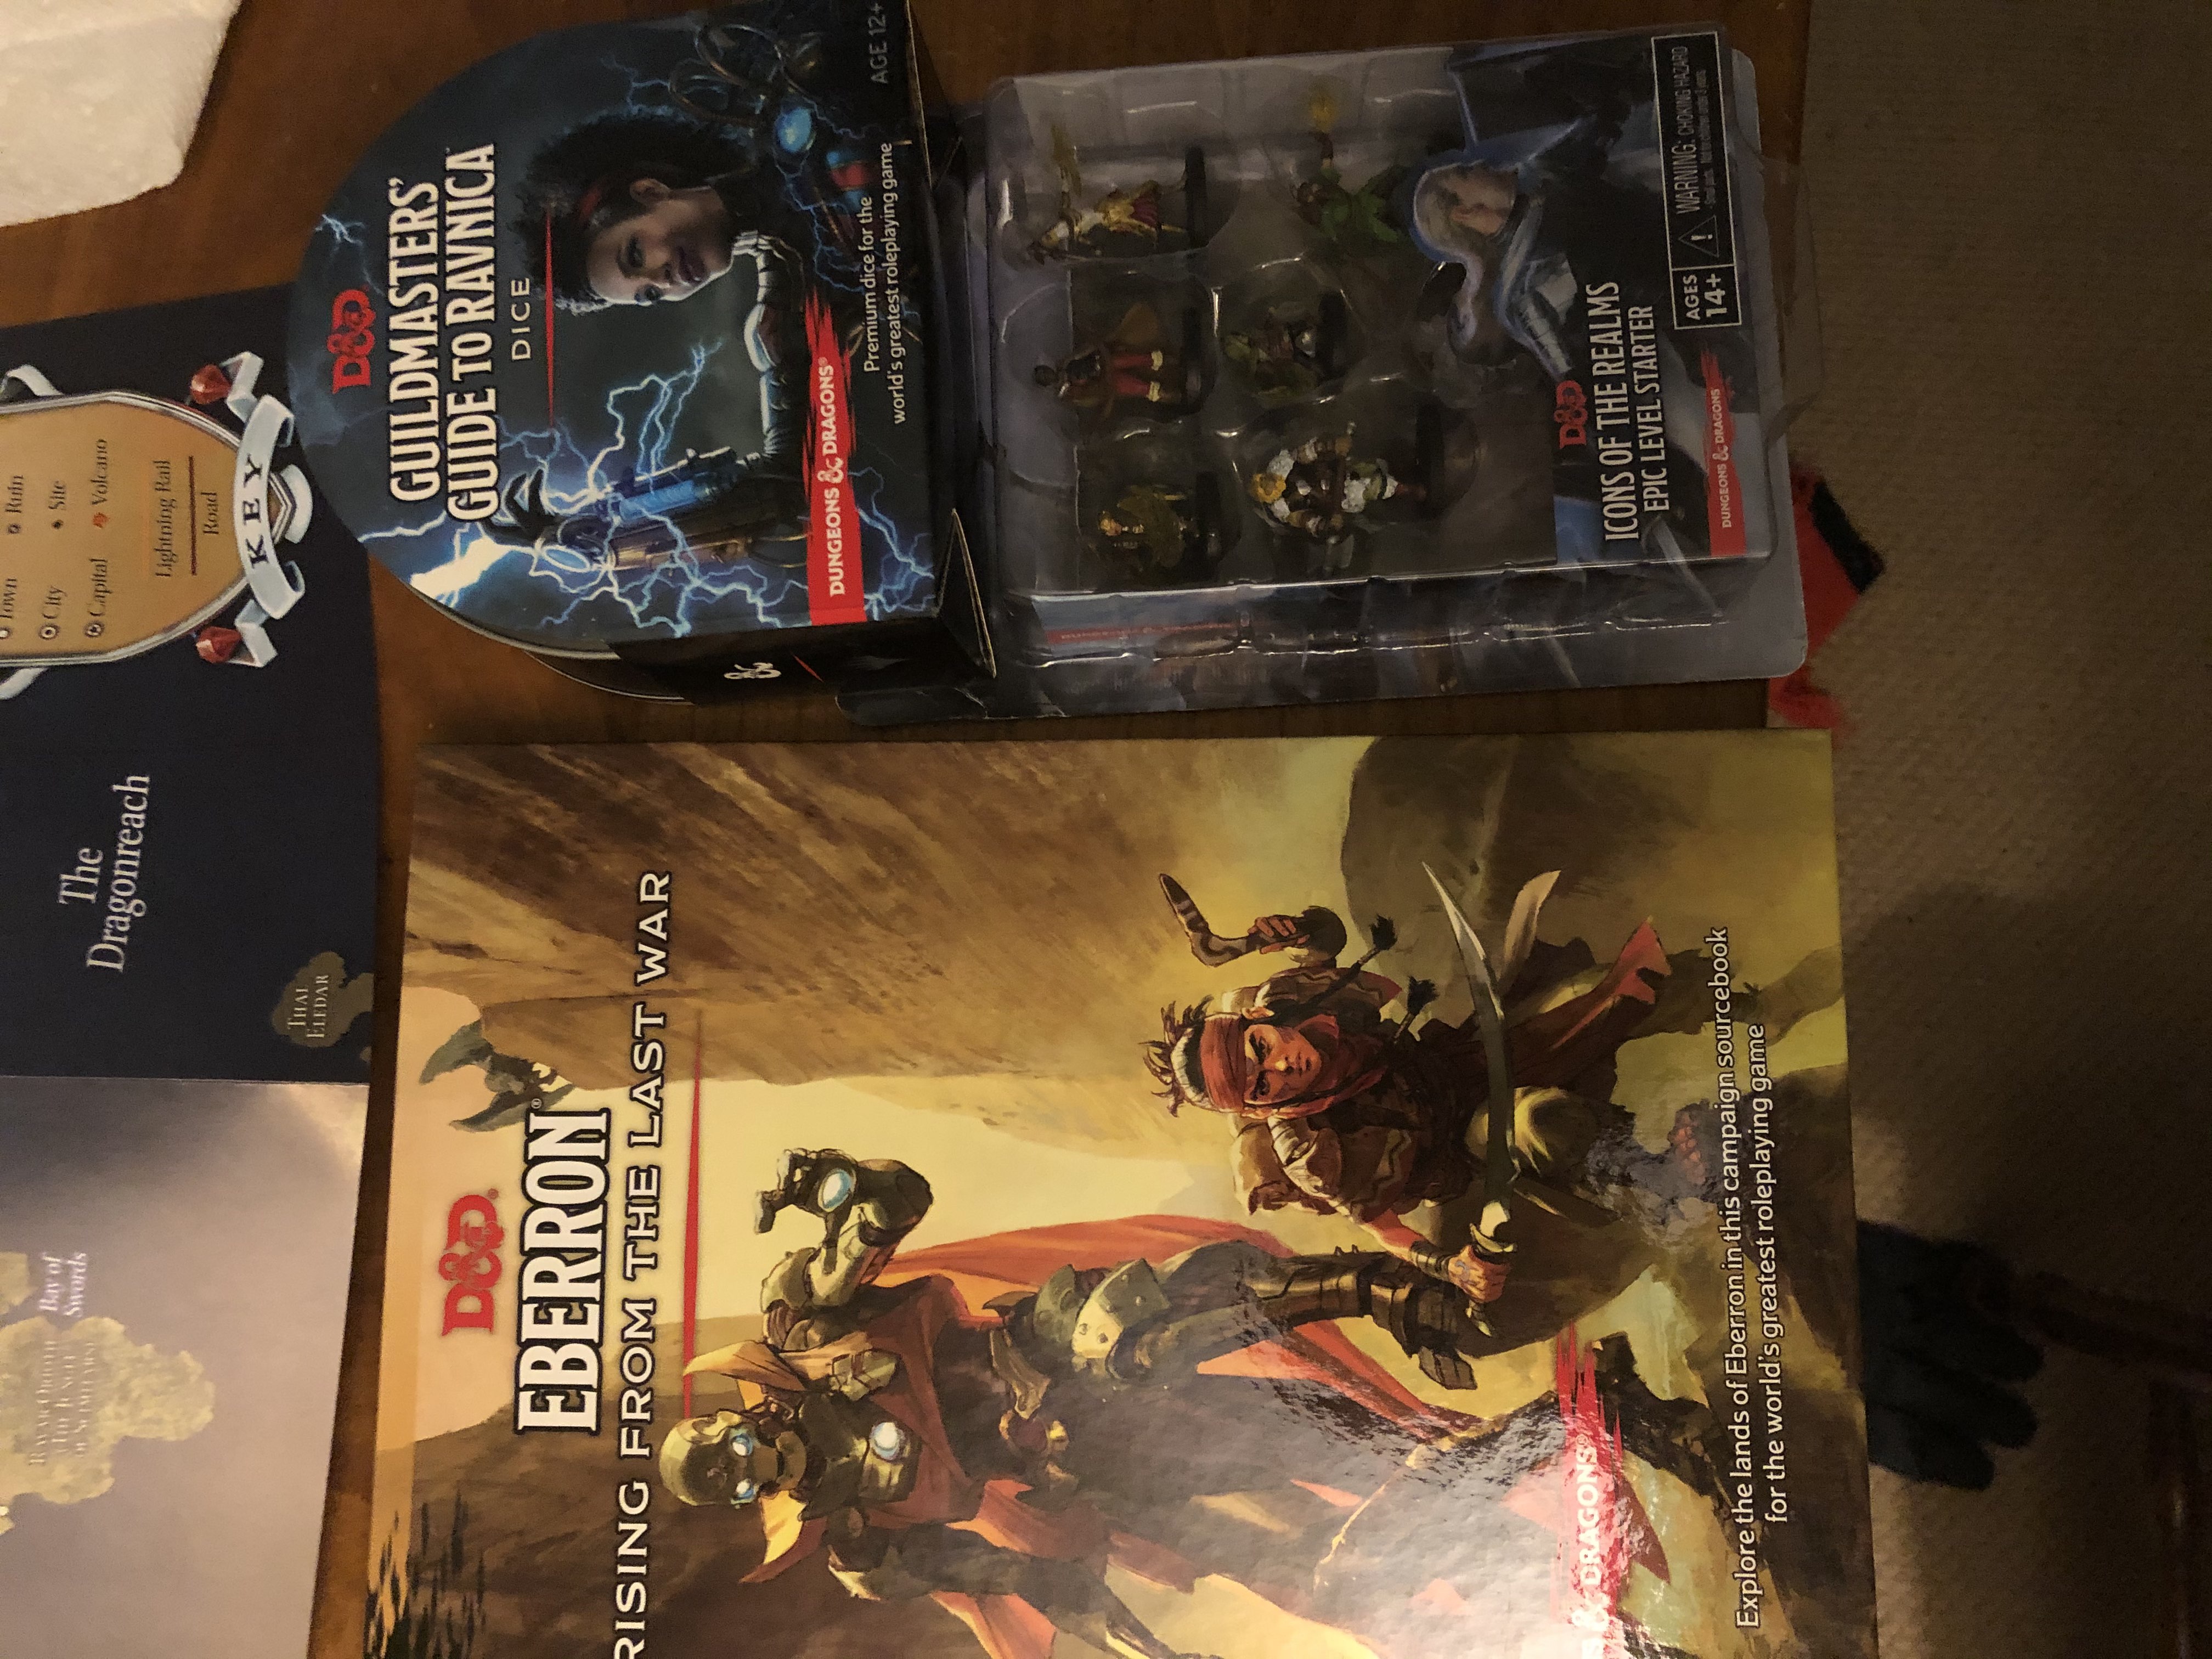 Town
Ruin
City
Site
Capital
Volcano
Lightning Rail
Road
KEY
The
Dragonreach
THAL
ELEDAR
Bay of
Swords
D&D
GUILDMASTERS'
GUIDE TO RAVNICA
DICE
DUNGEONS & DRAGONS®
Premium dice for the
world's greatest roleplaying game
AGE 12+
D&D
ICONS OF THE REALMS
EPIC LEVEL STARTER
DUNGEONS & DRAGONS
AGES
14+
WARNING: CHOKING HAZARD
D&D®
EBERRON®
RISING FROM THE LAST WAR
& DRAGONS®
Explore the lands of Eberron in this campaign sourcebook
for the world's greatest roleplaying game